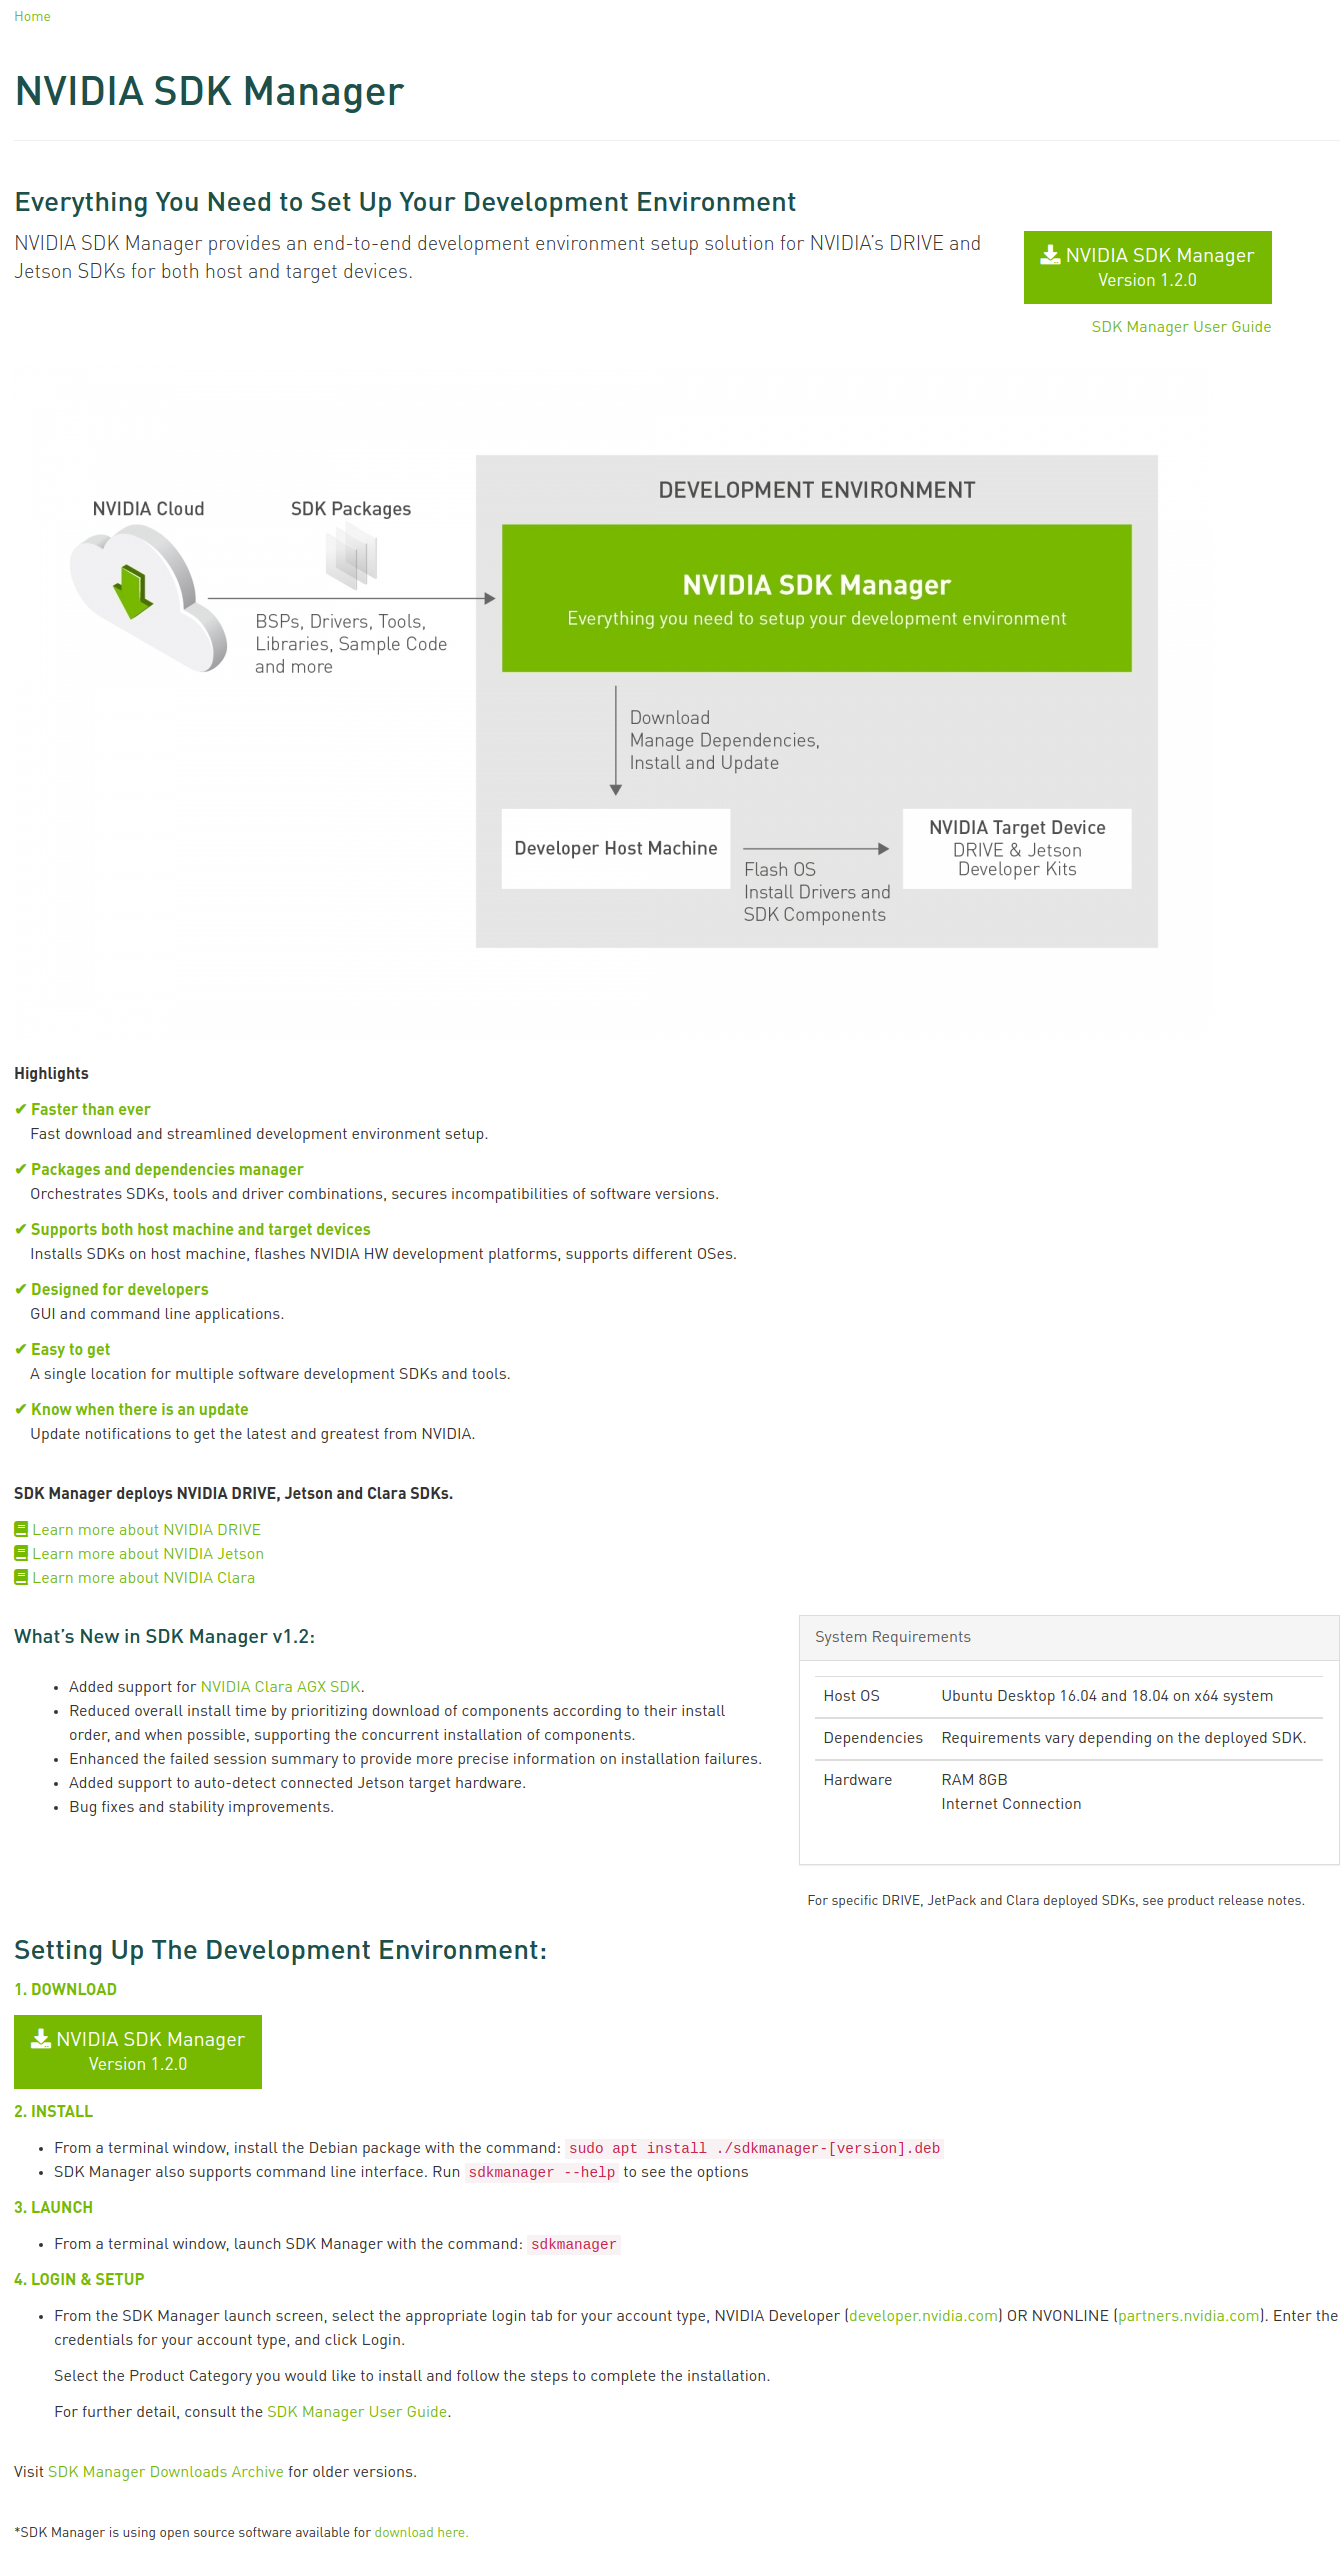 Home
NVIDIA SDK Manager
Everything You Need to Set Up Your Development Environment
NVIDIA SDK Manager provides an end-to-end development environment setup solution for NVIDIA's DRIVE and
Jetson SDKs for both host and target devices.
NVIDIA SDK Manager
Version 1.2.0
SDK Manager User Guide
DEVELOPMENT ENVIRONMENT
NVIDIA Cloud
SDK Packages
NVIDIA SDK Manager
Everything you need to setup your development environment
BSPs, Drivers, Tools,
Libraries, Sample Code
and more
Download
Manage Dependencies,
Install and Update
Developer Host Machine
Flash OS
Install Drivers and
SDK Components
NVIDIA Target Device
DRIVE & Jetson
Developer Kits
Highlights
✔ Faster than ever
Fast download and streamlined development environment setup.
✔ Packages and dependencies manager
Orchestrates SDKs, tools and driver combinations, secures incompatibilities of software versions.
✔ Supports both host machine and target devices
Installs SDKs on host machine, flashes NVIDIA HW development platforms, supports different OSes.
✔ Designed for developers
GUI and command line applications.
✔ Easy to get
A single location for multiple software development SDKs and tools.
✔ Know when there is an update
Update notifications to get the latest and greatest from NVIDIA.
SDK Manager deploys NVIDIA DRIVE, Jetson and Clara SDKs.
Learn more about NVIDIA DRIVE
Learn more about NVIDIA Jetson
Learn more about NVIDIA Clara
What's New in SDK Manager v1.2:
• Added support for NVIDIA Clara AGX SDK.
• Reduced overall install time by prioritizing download of components according to their install
order, and when possible, supporting the concurrent installation of components.
• Enhanced the failed session summary to provide more precise information on installation failures.
• Added support to auto-detect connected Jetson target hardware.
• Bug fixes and stability improvements.
System Requirements
Host OS Ubuntu Desktop 16.04 and 18.04 on x64 system
Dependencies Requirements vary depending on the deployed SDK.
Hardware RAM 8GB
Internet Connection
For specific DRIVE, JetPack and Clara deployed SDKs, see product release notes.
Setting Up The Development Environment:
1. DOWNLOAD
NVIDIA SDK Manager
Version 1.2.0
2. INSTALL
• From a terminal window, install the Debian package with the command: sudo apt install ./sdkmanager-[version].deb
• SDK Manager also supports command line interface. Run sdkmanager --help to see the options
3. LAUNCH
• From a terminal window, launch SDK Manager with the command: sdkmanager
4. LOGIN & SETUP
• From the SDK Manager launch screen, select the appropriate login tab for your account type, NVIDIA Developer (developer.nvidia.com) OR NVONLINE (partners.nvidia.com). Enter the
credentials for your account type, and click Login.
Select the Product Category you would like to install and follow the steps to complete the installation.
For further detail, consult the SDK Manager User Guide.
Visit SDK Manager Downloads Archive for older versions.
*SDK Manager is using open source software available for download here.